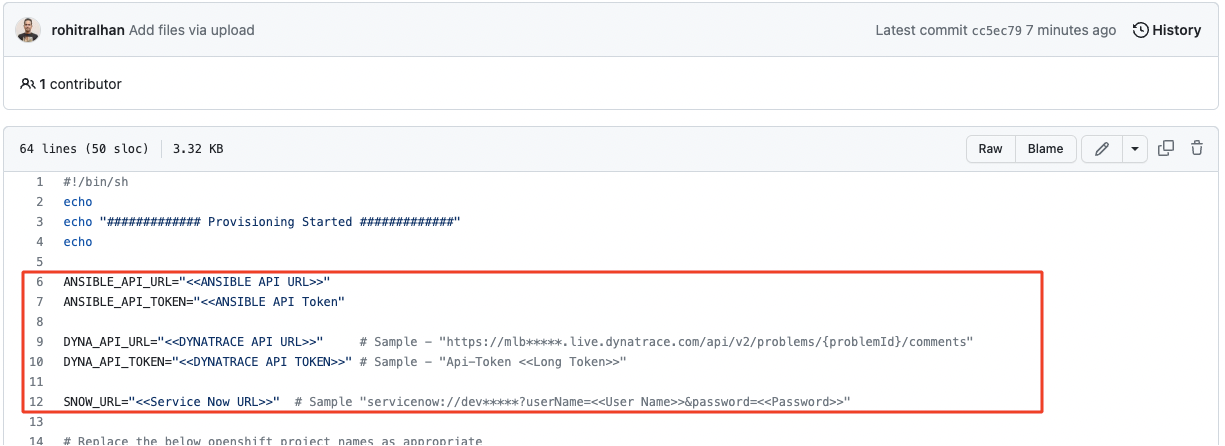 rohitralhan Add files via upload Latest commit cc5ec79 7 minutes ago History
1 contributor
64 lines (50 sloc) 3.32 KB Raw Blame
1 #!/bin/sh
2 echo
3 echo "############# Provisioning Started #############"
4 echo
5
6 ANSIBLE_API_URL="<<ANSIBLE API URL>>"
7 ANSIBLE_API_TOKEN="<<ANSIBLE API Token"
8
9 DYNA_API_URL="<<DYNATRACE API URL>>" # Sample - "https://mlb*****.live.dynatrace.com/api/v2/problems/{problemId}/comments"
10 DYNA_API_TOKEN="<<DYNATRACE API TOKEN>>" # Sample - "Api-Token <<Long Token>>"
11
12 SNOW_URL="<<Service Now URL>>" # Sample "servicenow://dev*****?userName=<<User Name>>&password=<<Password>>"
13
14 # Replace the below openshift project names as appropriate